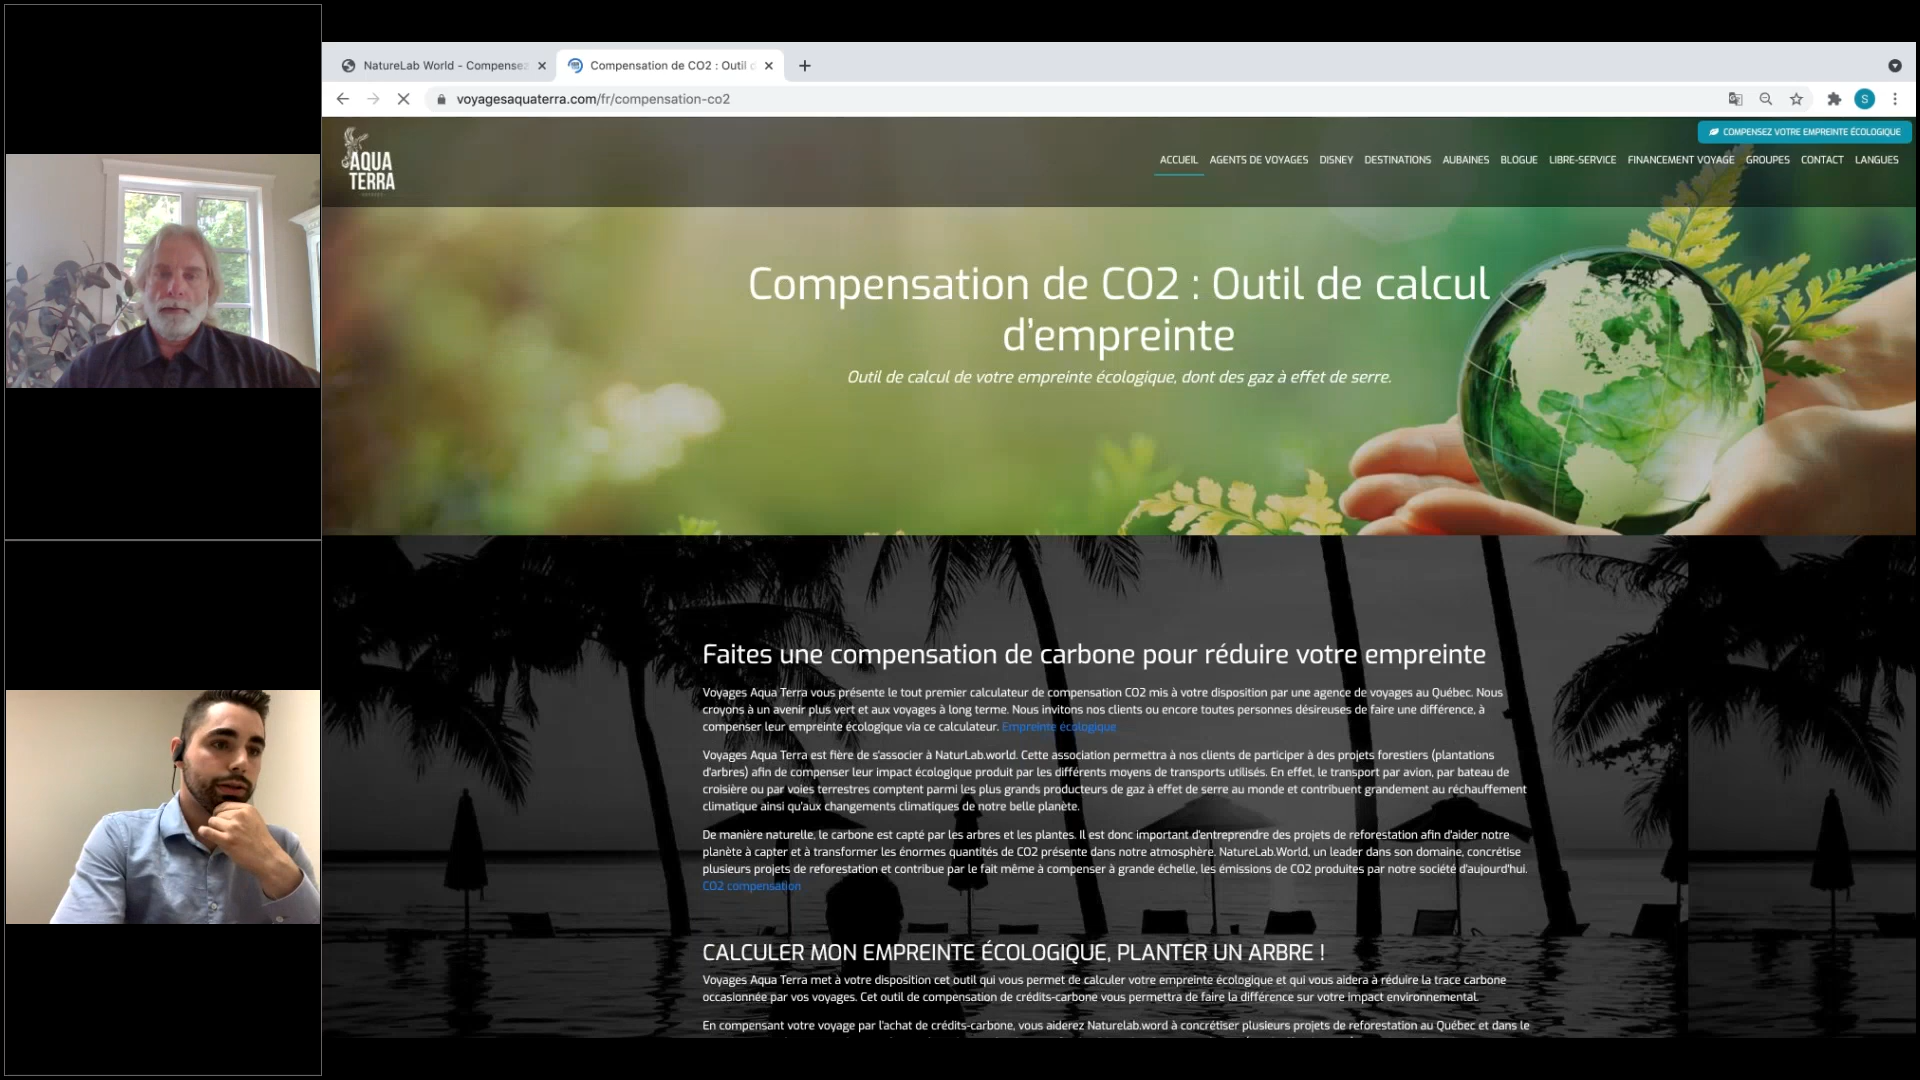 NatureLab World - Compense
Compensation de CO2 : Outil d
voyagesaquaterra.com/fr/compensation-co2
S
COMPENSEZ VOTRE EMPREINTE ÉCOLOGIQUE
AQUA
TERRA
ACCUEIL AGENTS DE VOYAGES DISNEY DESTINATIONS AUBAINES BLOGUE LIBRE-SERVICE FINANCEMENT VOYAGE GROUPES CONTACT LANGUES
Compensation de CO2 : Outil de calcul
d'empreinte
Outil de calcul de votre empreinte écologique, dont des gaz à effet de serre.
Faites une compensation de carbone pour réduire votre empreinte
Voyages Aqua Terra vous présente le tout premier calculateur de compensation CO2 mis à votre disposition par une agence de voyages au Québec. Nous
croyons à un avenir plus vert et aux voyages à long terme. Nous invitons nos clients ou encore toutes personnes désireuses de faire une différence, à
compenser leur empreinte écologique via ce calculateur. Empreinte écologique
Voyages Aqua Terra est fière de s'associer à NaturLab.world. Cette association permettra à nos clients de participer à des projets forestiers (plantations
d'arbres) afin de compenser leur impact écologique produit par les différents moyens de transports utilisés. En effet, le transport par avion, par bateau de
croisière ou par voies terrestres comptent parmi les plus grands producteurs de gaz à effet de serre au monde et contribuent grandement au réchauffement
climatique ainsi qu'aux changements climatiques de notre belle planète.
De manière naturelle, le carbone est capté par les arbres et les plantes. Il est donc important d'entreprendre des projets de reforestation afin d'aider notre
planète à capter et à transformer les énormes quantités de CO2 présente dans notre atmosphère. NatureLab.World, un leader dans son domaine, concrétise
plusieurs projets de reforestation et contribue par le fait même à compenser à grande échelle, les émissions de CO2 produites par notre société d'aujourd'hui.
CO2 compensation
CALCULER MON EMPREINTE ÉCOLOGIQUE, PLANTER UN ARBRE !
Voyages Aqua Terra met à votre disposition cet outil qui vous permet de calculer votre empreinte écologique et qui vous aidera à réduire la trace carbone
occasionnée par vos voyages. Cet outil de compensation de crédits-carbone vous permettra de faire la différence sur votre impact environnemental.
En compensant votre voyage par l'achat de crédits-carbone, vous aiderez Naturelab.word à concrétiser plusieurs projets de reforestation au Québec et dans le